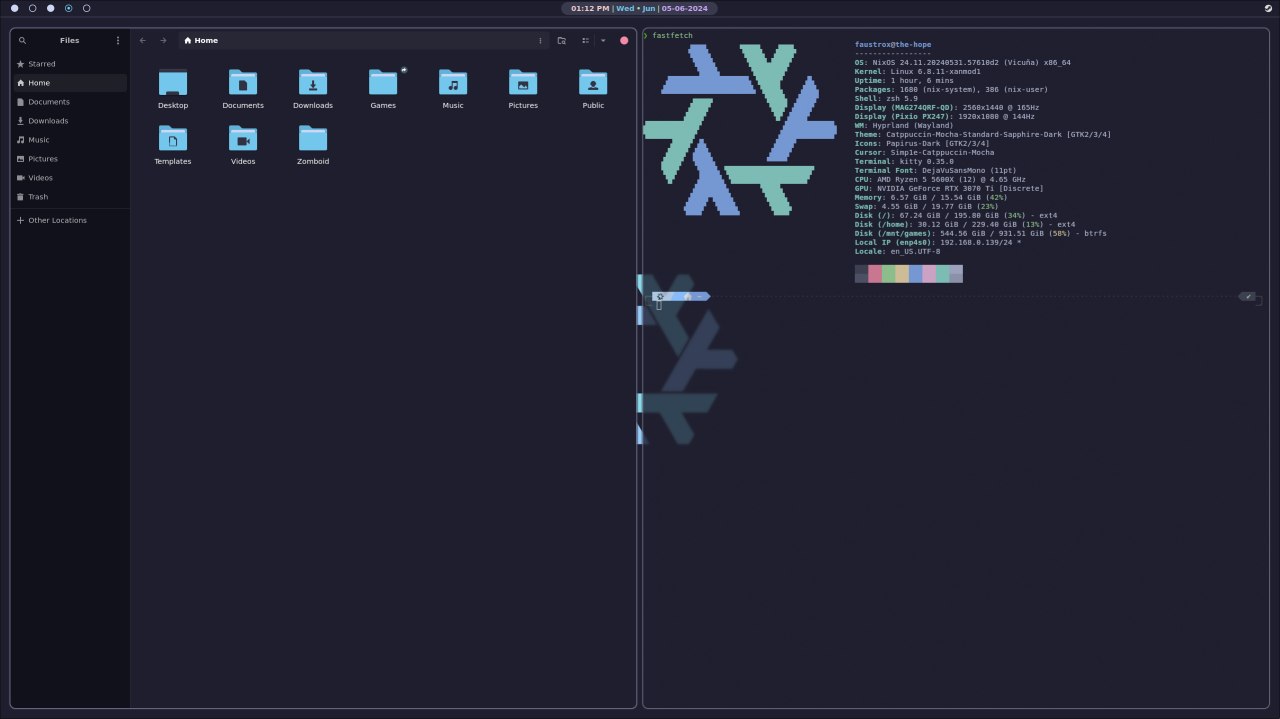 01:12 PM | Wed • Jun | 05-06-2024
Files
Home
Starred
Home
Documents
Downloads
Music
Pictures
Videos
Trash
Other Locations
Desktop Documents Downloads Games Music Pictures Public
Templates Videos Zomboid
❯ fastfetch
faustrox@the-hope
-----------------
OS: NixOS 24.11.20240531.57610d2 (Vicuña) x86_64
Kernel: Linux 6.8.11-xanmod1
Uptime: 1 hour, 6 mins
Packages: 1680 (nix-system), 386 (nix-user)
Shell: zsh 5.9
Display (MAG274QRF-QD): 2560x1440 @ 165Hz
Display (Pixio PX247): 1920x1080 @ 144Hz
WM: Hyprland (Wayland)
Theme: Catppuccin-Mocha-Standard-Sapphire-Dark [GTK2/3/4]
Icons: Papirus-Dark [GTK2/3/4]
Cursor: Simp1e-Catppuccin-Mocha
Terminal: kitty 0.35.0
Terminal Font: DejaVuSansMono (11pt)
CPU: AMD Ryzen 5 5600X (12) @ 4.65 GHz
GPU: NVIDIA GeForce RTX 3070 Ti [Discrete]
Memory: 6.57 GiB / 15.54 GiB (42%)
Swap: 4.55 GiB / 19.77 GiB (23%)
Disk (/): 67.24 GiB / 195.80 GiB (34%) - ext4
Disk (/home): 30.12 GiB / 229.40 GiB (13%) - ext4
Disk (/mnt/games): 544.56 GiB / 931.51 GiB (58%) - btrfs
Local IP (enp4s0): 192.168.0.139/24 *
Locale: en_US.UTF-8
~ ✔